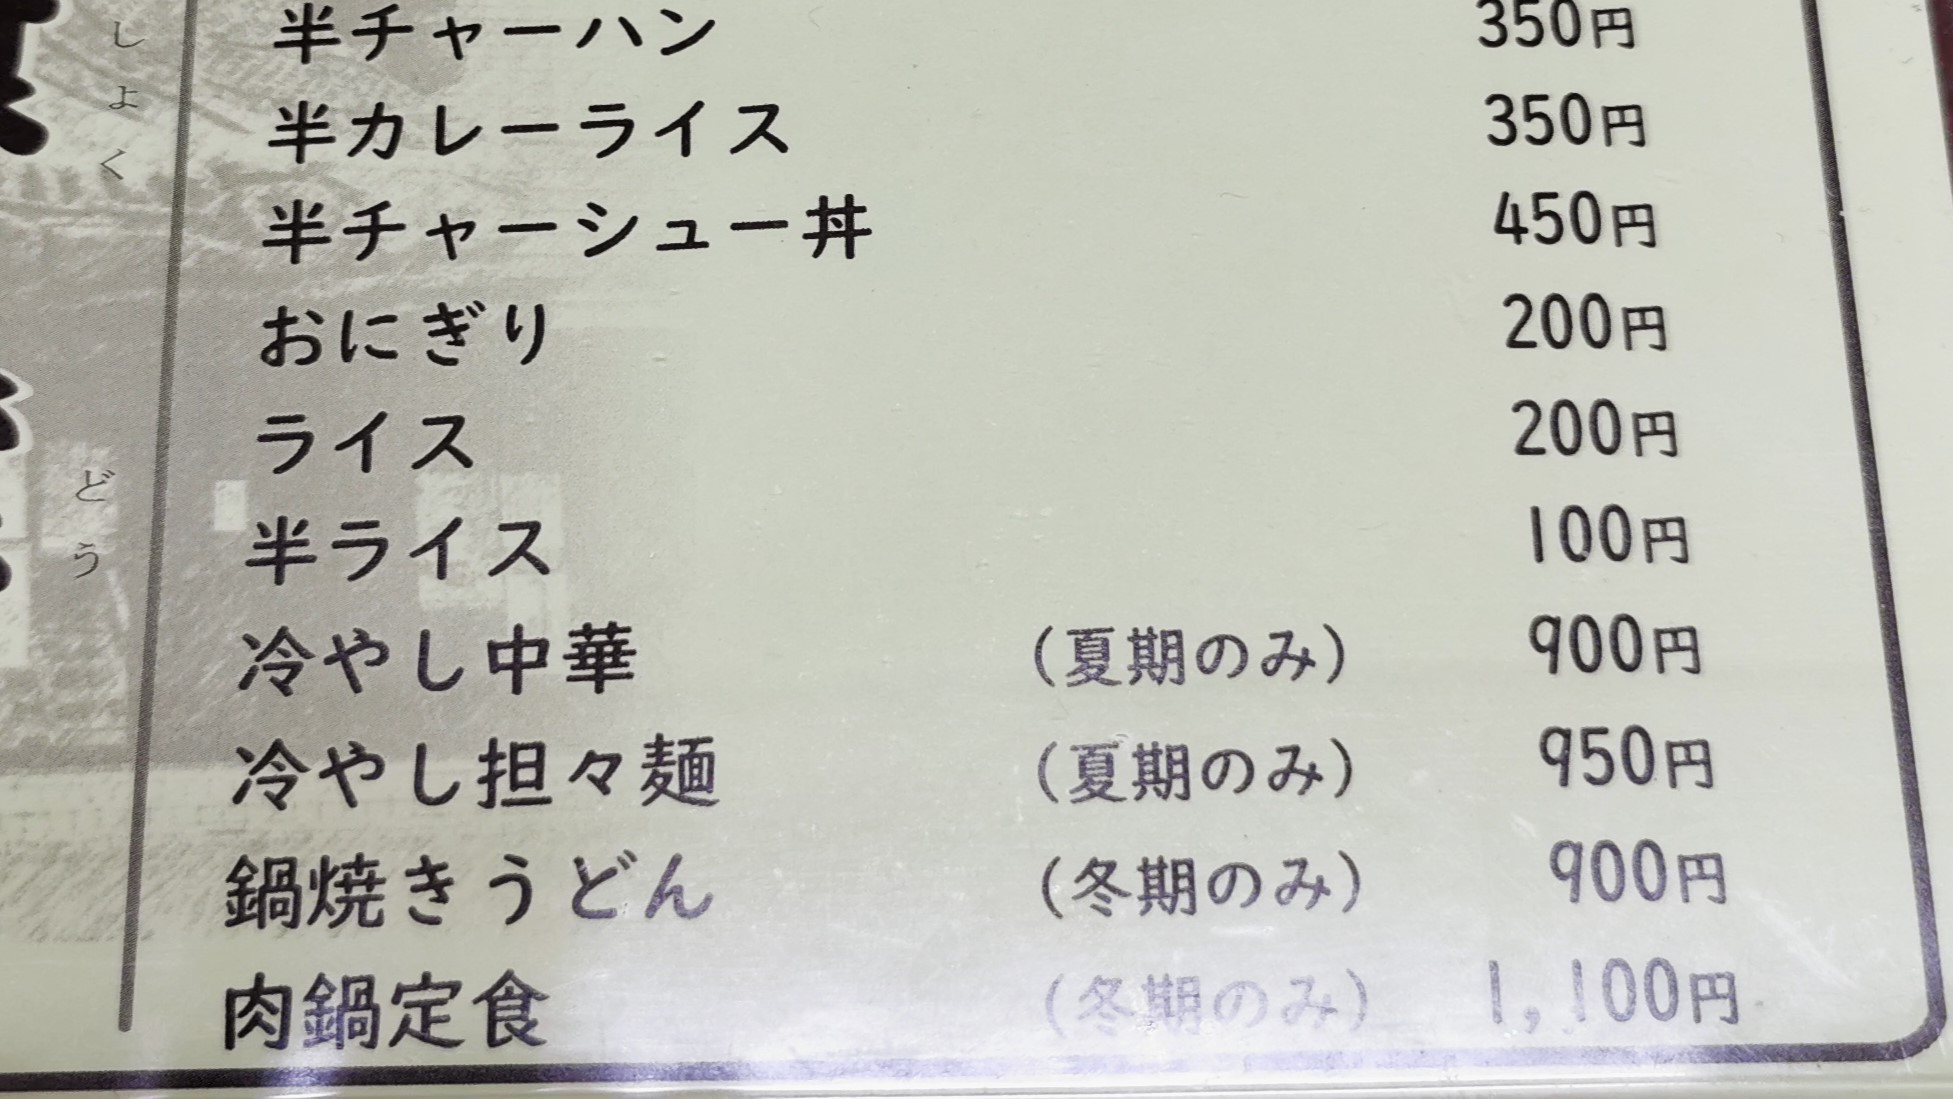 半チャーハン 350円
半カレーライス 350円
半チャーシュー丼 450円
おにぎり 200円
ライス 200円
半ライス 100円
冷やし中華 (夏期のみ) 900円
冷やし担々麺 (夏期のみ) 950円
鍋焼きうどん (冬期のみ) 900円
肉鍋定食 (冬期のみ) 1,100円
しょく
どう